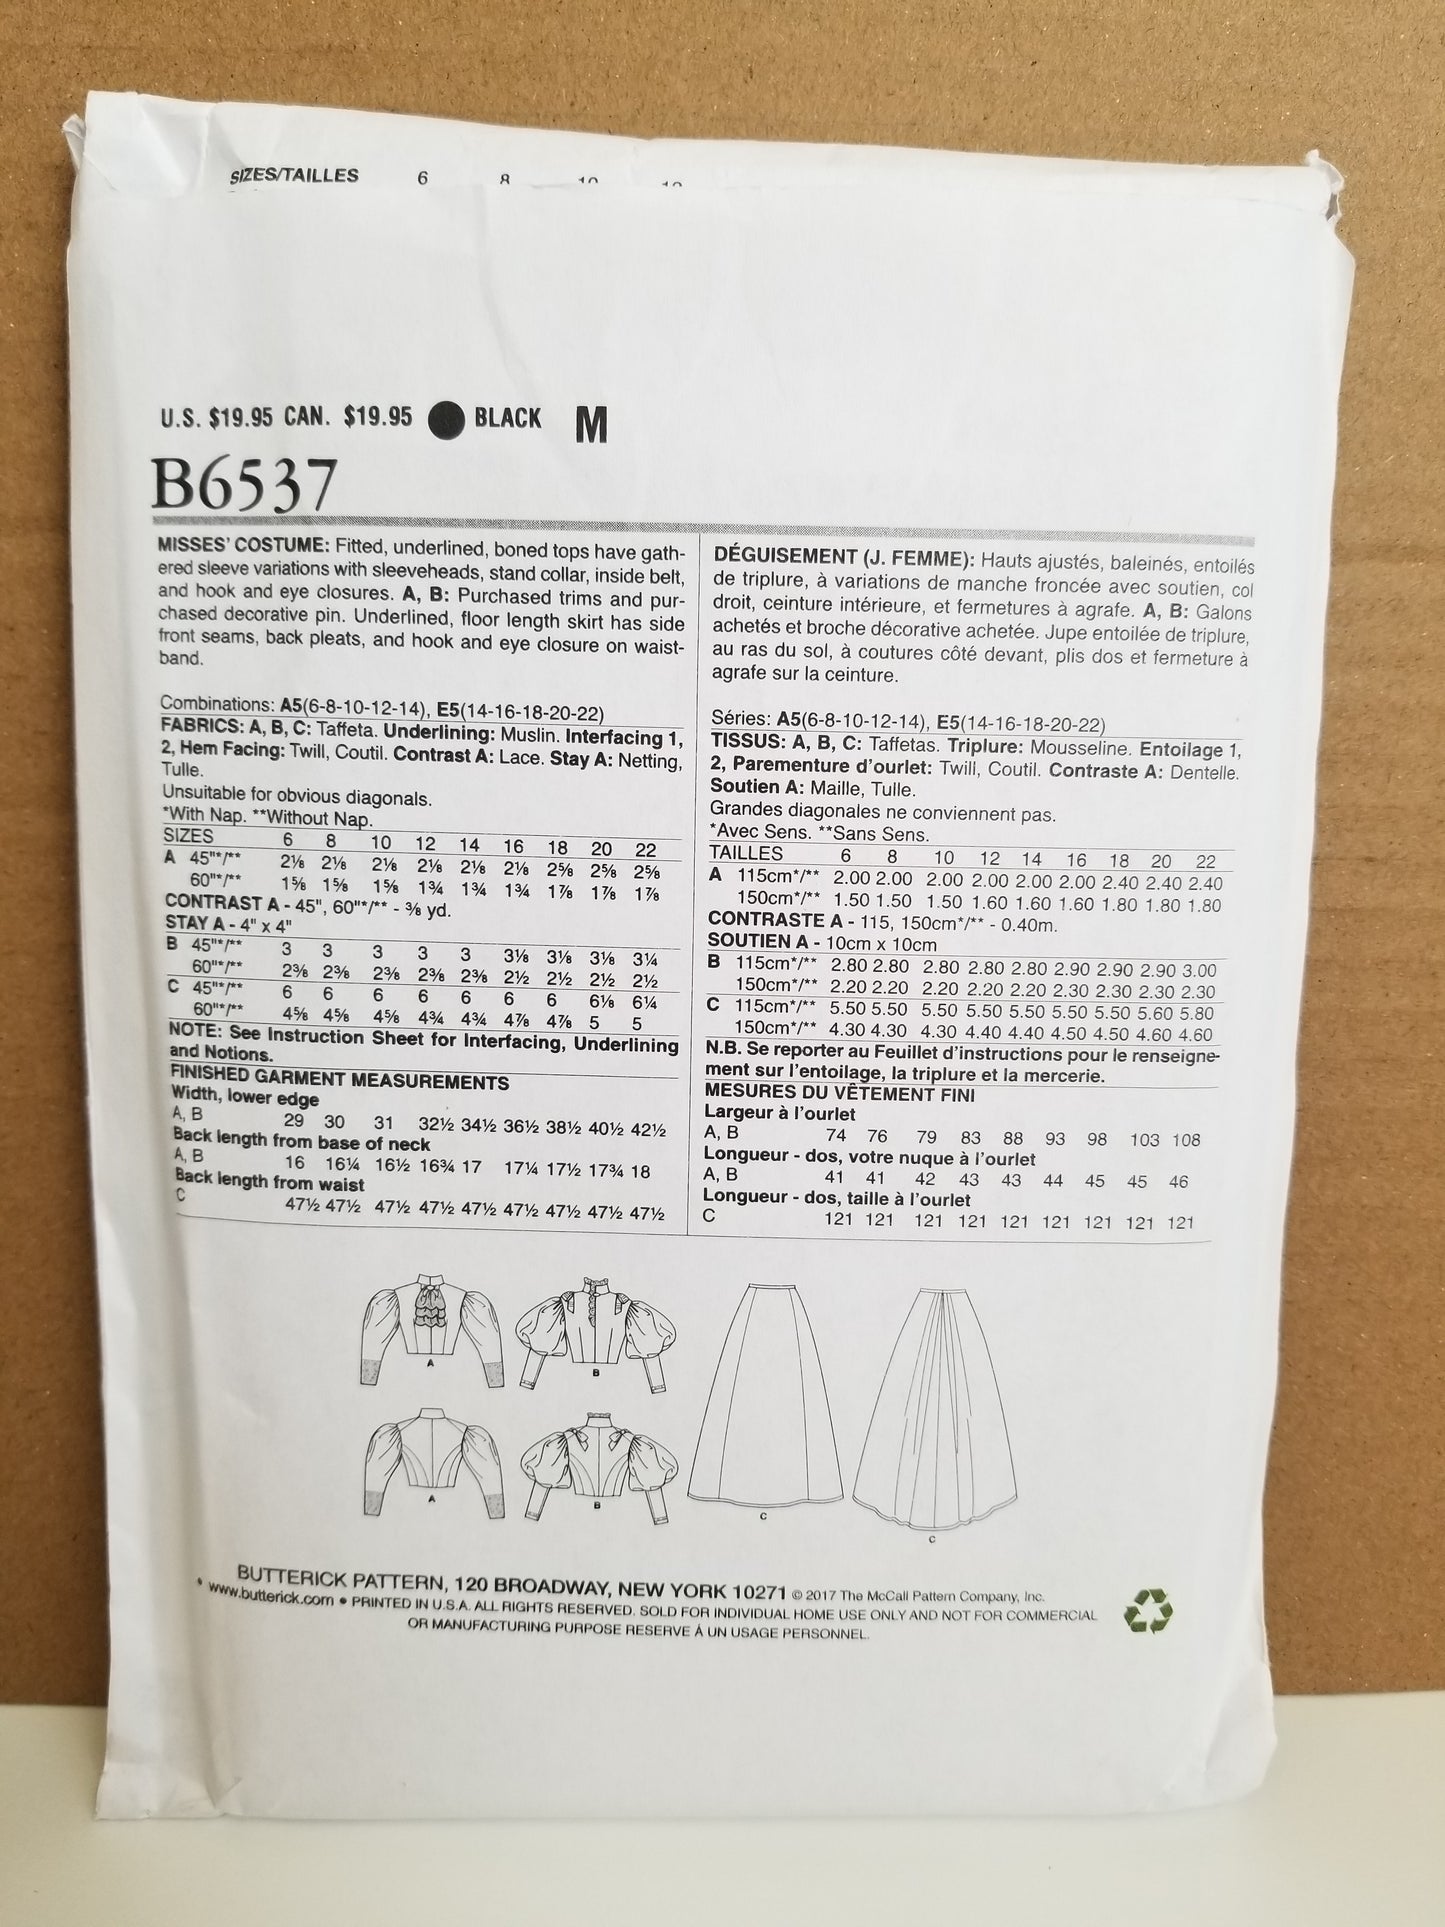 SIZES/TAILLES 6 8 10 12
U.S. $19.95 CAN. $19.95 BLACK M
B6537
MISSES' COSTUME: Fitted, underlined, boned tops have gath-
ered sleeve variations with sleeveheads, stand collar, inside belt,
and hook and eye closures. A, B: Purchased trims and pur-
chased decorative pin. Underlined, floor length skirt has side
front seams, back pleats, and hook and eye closure on waist-
band.
Combinations: A5(6-8-10-12-14), E5(14-16-18-20-22)
FABRICS: A, B, C: Taffeta. Underlining: Muslin. Interfacing 1,
2, Hem Facing: Twill, Coutil. Contrast A: Lace. Stay A: Netting,
Tulle.
Unsuitable for obvious diagonals.
*With Nap. **Without Nap.
SIZES 6 8 10 12 14 16 18 20 22
A 45"*/** 2⅛ 2⅛ 2⅛ 2⅛ 2⅛ 2⅛ 2⅝ 2⅝ 2⅝
60"*/** 1⅝ 1⅝ 1⅝ 1¾ 1¾ 1¾ 1⅞ 1⅞ 1⅞
CONTRAST A - 45", 60"*/** - ⅜ yd.
STAY A - 4" x 4"
B 45"*/** 3 3 3 3 3 3⅛ 3⅛ 3⅛ 3¼
60"*/** 2⅜ 2⅜ 2⅜ 2⅜ 2⅜ 2½ 2½ 2½ 2½
C 45"*/** 6 6 6 6 6 6 6 6⅛ 6¼
60"*/** 4⅝ 4⅝ 4⅝ 4¾ 4¾ 4⅞ 4⅞ 5 5
NOTE: See Instruction Sheet for Interfacing, Underlining
and Notions.
FINISHED GARMENT MEASUREMENTS
Width, lower edge
A, B 29 30 31 32½ 34½ 36½ 38½ 40½ 42½
Back length from base of neck
A, B 16 16¼ 16½ 16¾ 17 17¼ 17½ 17¾ 18
Back length from waist
C 47½ 47½ 47½ 47½ 47½ 47½ 47½ 47½ 47½
DÉGUISEMENT (J. FEMME): Hauts ajustés, baleinés, entoilés
de triplure, à variations de manche froncée avec soutien, col
droit, ceinture intérieure, et fermetures à agrafe. A, B: Galons
achetés et broche décorative achetée. Jupe entoilée de triplure,
au ras du sol, à coutures côté devant, plis dos et fermeture à
agrafe sur la ceinture.
Séries: A5(6-8-10-12-14), E5(14-16-18-20-22)
TISSUS: A, B, C: Taffetas. Triplure: Mousseline. Entoilage 1,
2, Parementure d'ourlet: Twill, Coutil. Contraste A: Dentelle.
Soutien A: Maille, Tulle.
Grandes diagonales ne conviennent pas.
*Avec Sens. **Sans Sens.
TAILLES 6 8 10 12 14 16 18 20 22
A 115cm*/** 2.00 2.00 2.00 2.00 2.00 2.00 2.40 2.40 2.40
150cm*/** 1.50 1.50 1.50 1.60 1.60 1.60 1.80 1.80 1.80
CONTRASTE A - 115, 150cm*/** - 0.40m.
SOUTIEN A - 10cm x 10cm
B 115cm*/** 2.80 2.80 2.80 2.80 2.80 2.90 2.90 2.90 3.00
150cm*/** 2.20 2.20 2.20 2.20 2.20 2.30 2.30 2.30 2.30
C 115cm*/** 5.50 5.50 5.50 5.50 5.50 5.50 5.50 5.60 5.80
150cm*/** 4.30 4.30 4.30 4.40 4.40 4.50 4.50 4.60 4.60
N.B. Se reporter au Feuillet d'instructions pour le renseigne-
ment sur l'entoilage, la triplure et la mercerie.
MESURES DU VÊTEMENT FINI
Largeur à l'ourlet
A, B 74 76 79 83 88 93 98 103 108
Longueur - dos, votre nuque à l'ourlet
A, B 41 41 42 43 43 44 45 45 46
Longueur - dos, taille à l'ourlet
C 121 121 121 121 121 121 121 121 121
A B
A B C C
BUTTERICK PATTERN, 120 BROADWAY, NEW YORK 10271 © 2017 The McCall Pattern Company, Inc.
• www.butterick.com • PRINTED IN U.S.A. ALL RIGHTS RESERVED. SOLD FOR INDIVIDUAL HOME USE ONLY AND NOT FOR COMMERCIAL
OR MANUFACTURING PURPOSE RESERVE À UN USAGE PERSONNEL.